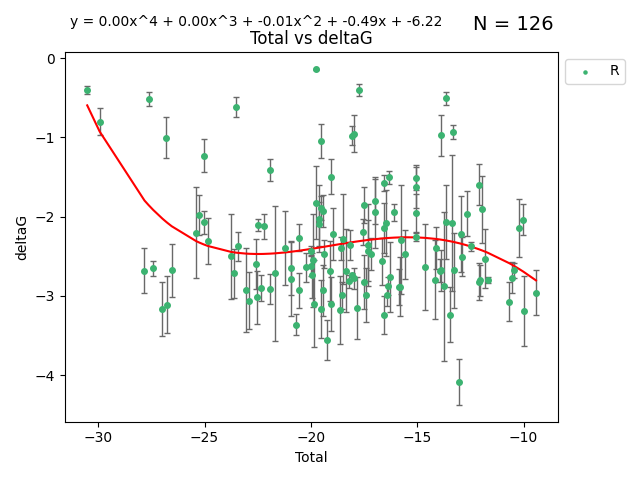 y = 0.00x^4 + 0.00x^3 + -0.01x^2 + -0.49x + -6.22
N = 126
Total vs deltaG
R
deltaG
0
−1
−2
−3
−4
−30
−25
−20
−15
−10
Total